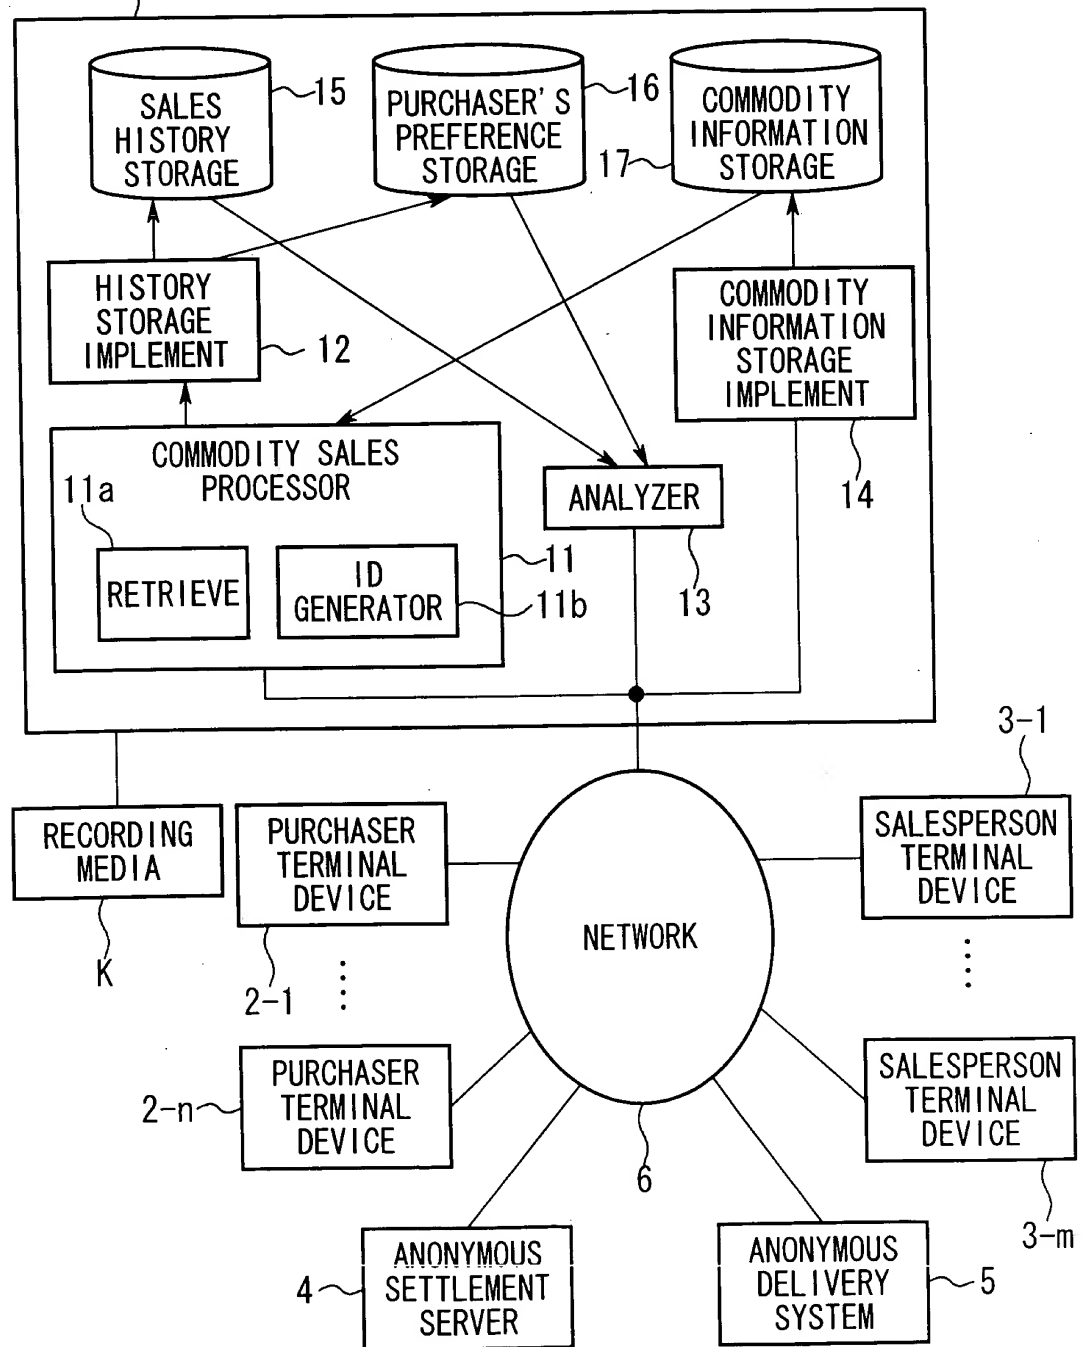 SALES
HISTORY
STORAGE
15
PURCHASER'S
PREFERENCE
STORAGE
16
COMMODITY
INFORMATION
STORAGE
17
HISTORY
STORAGE
IMPLEMENT
12
COMMODITY
INFORMATION
STORAGE
IMPLEMENT
14
COMMODITY SALES
PROCESSOR
11a
RETRIEVE
ID
GENERATOR
11
11b
ANALYZER
13
RECORDING
MEDIA
K
PURCHASER
TERMINAL
DEVICE
2-1
NETWORK
6
3-1
SALESPERSON
TERMINAL
DEVICE
PURCHASER
TERMINAL
DEVICE
2-n
SALESPERSON
TERMINAL
DEVICE
3-m
ANONYMOUS
SETTLEMENT
SERVER
4
ANONYMOUS
DELIVERY
SYSTEM
5